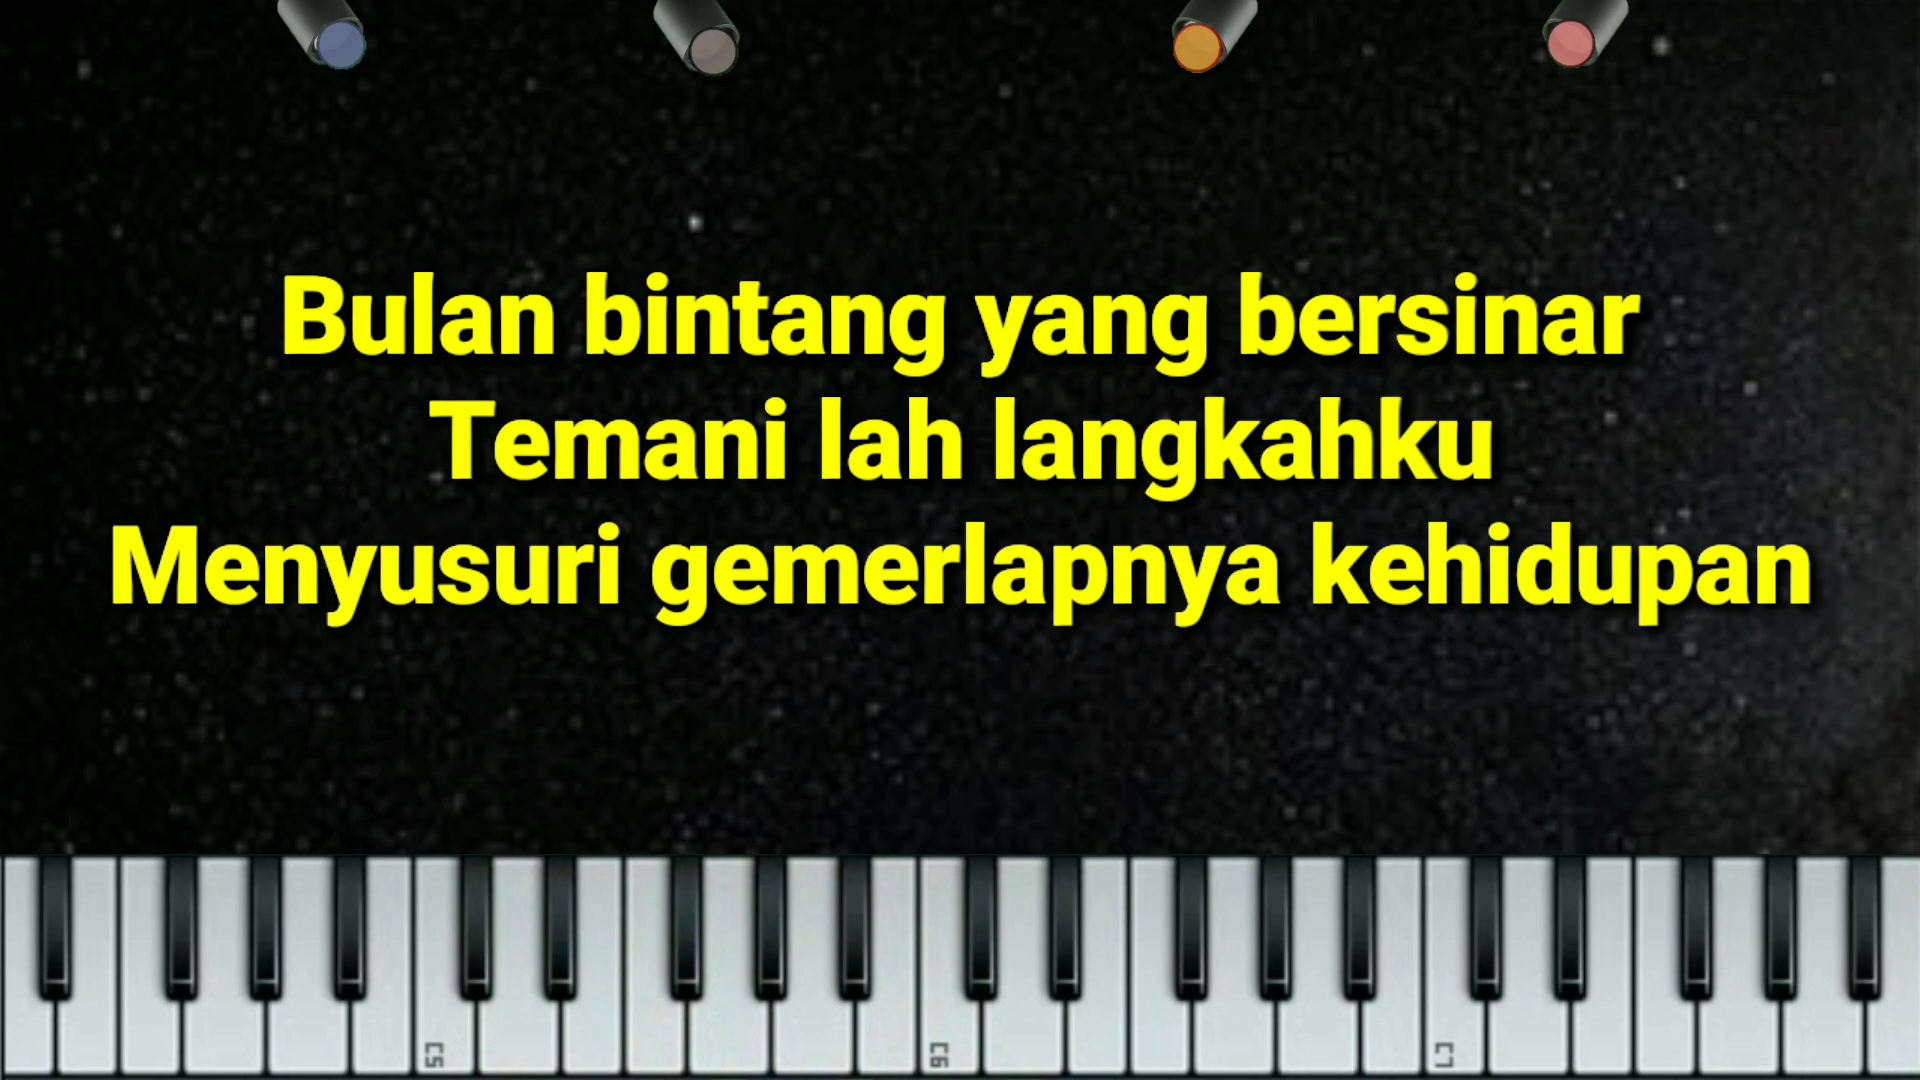 Bulan bintang yang bersinar
Temani lah langkahku
Menyusuri gemerlapnya kehidupan
C5
C6
C7